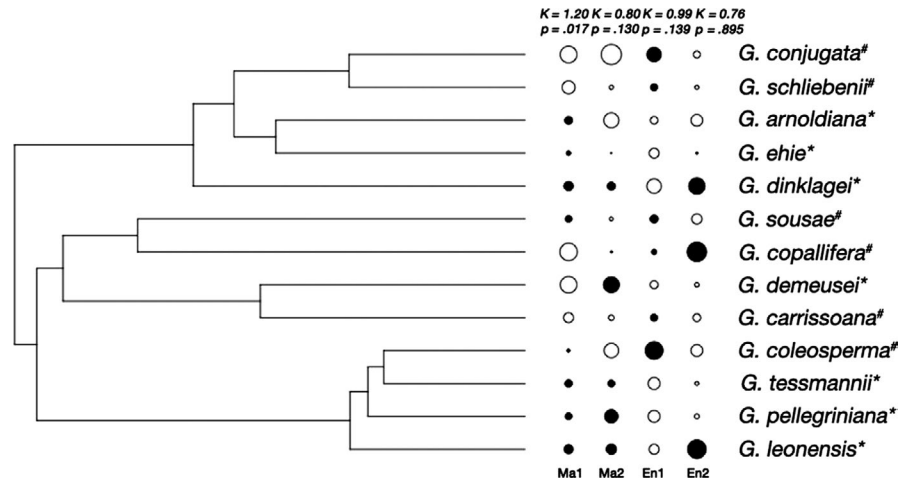 K = 1.20 K = 0.80 K = 0.99 K = 0.76
p = .017 p = .130 p = .139 p = .895
G. conjugata#
G. schliebenii#
G. arnoldiana*
G. ehie*
G. dinklagei*
G. sousae#
G. copallifera#
G. demeusei*
G. carrissoana#
G. coleosperma#
G. tessmannii*
G. pellegriniana*
G. leonensis*
Ma1 Ma2 En1 En2